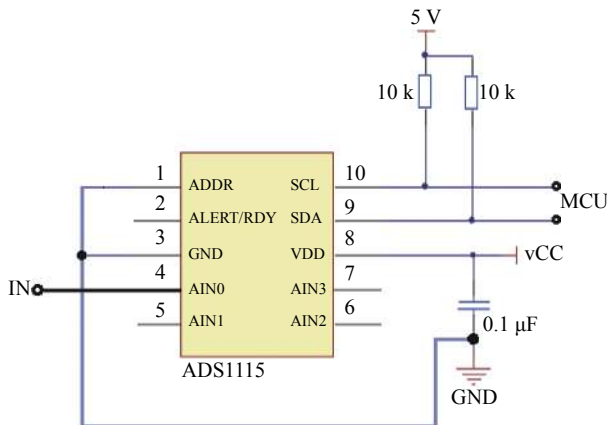 5 V
10 k 10 k
1 ADDR SCL 10
2 ALERT/RDY SDA 9
3 GND VDD 8
4 AIN0 AIN3 7
5 AIN1 AIN2 6
IN
MCU
vCC
0.1 μF
GND
ADS1115